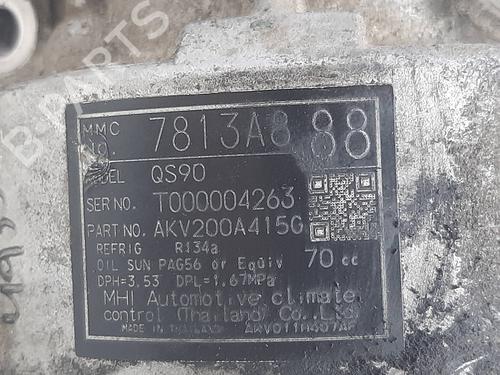 MMC
NO. 7813A8 88
MODEL QS90
SER NO. T000004263
PART NO. AKV200A415G
REFRIG R134a
OIL SUN PAG56 or Equiv 70 cc
DPH=3.53 DPL=1.67MPa
MHI Automotive climate
control (Thailand) Co.,Ltd
MADE IN THAILAND
B-PARTS